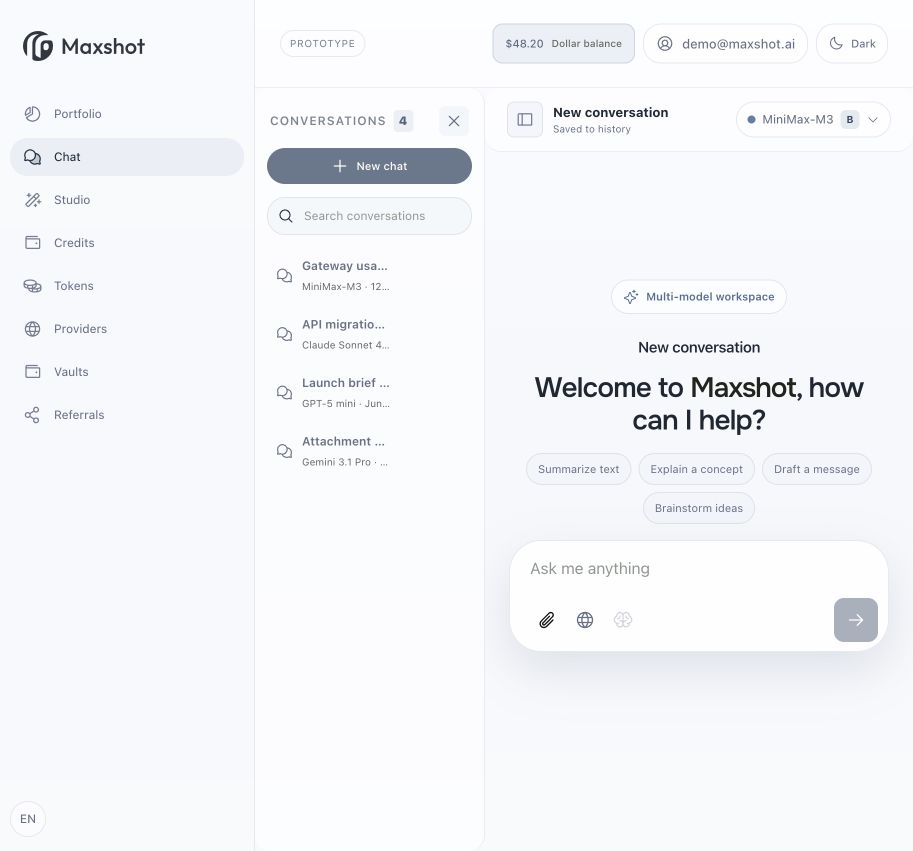 Maxshot
Portfolio
Chat
Studio
Credits
Tokens
Providers
Vaults
Referrals
EN
PROTOTYPE
$48.20 Dollar balance
demo@maxshot.ai
Dark
CONVERSATIONS 4
New chat
Search conversations
Gateway usa...
MiniMax-M3 · 12...
API migratio...
Claude Sonnet 4...
Launch brief ...
GPT-5 mini · Jun...
Attachment ...
Gemini 3.1 Pro · ...
New conversation
Saved to history
MiniMax-M3 B
Multi-model workspace
New conversation
Welcome to Maxshot, how
can I help?
Summarize text
Explain a concept
Draft a message
Brainstorm ideas
Ask me anything